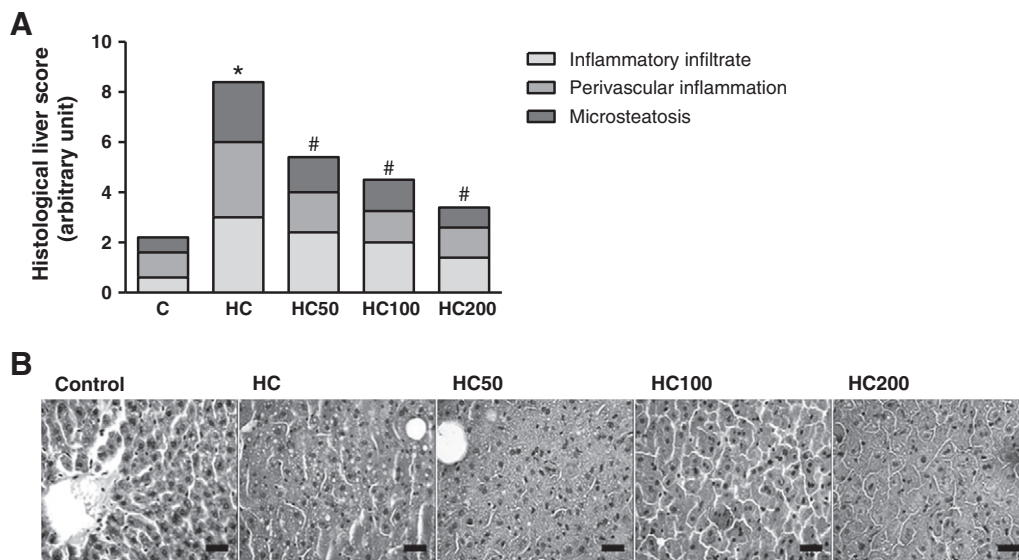 A
Histological liver score
(arbitrary unit)
10
8
6
4
2
0
*
#
#
#
C HC HC50 HC100 HC200
Inflammatory infiltrate
Perivascular inflammation
Microsteatosis
B
Control HC HC50 HC100 HC200